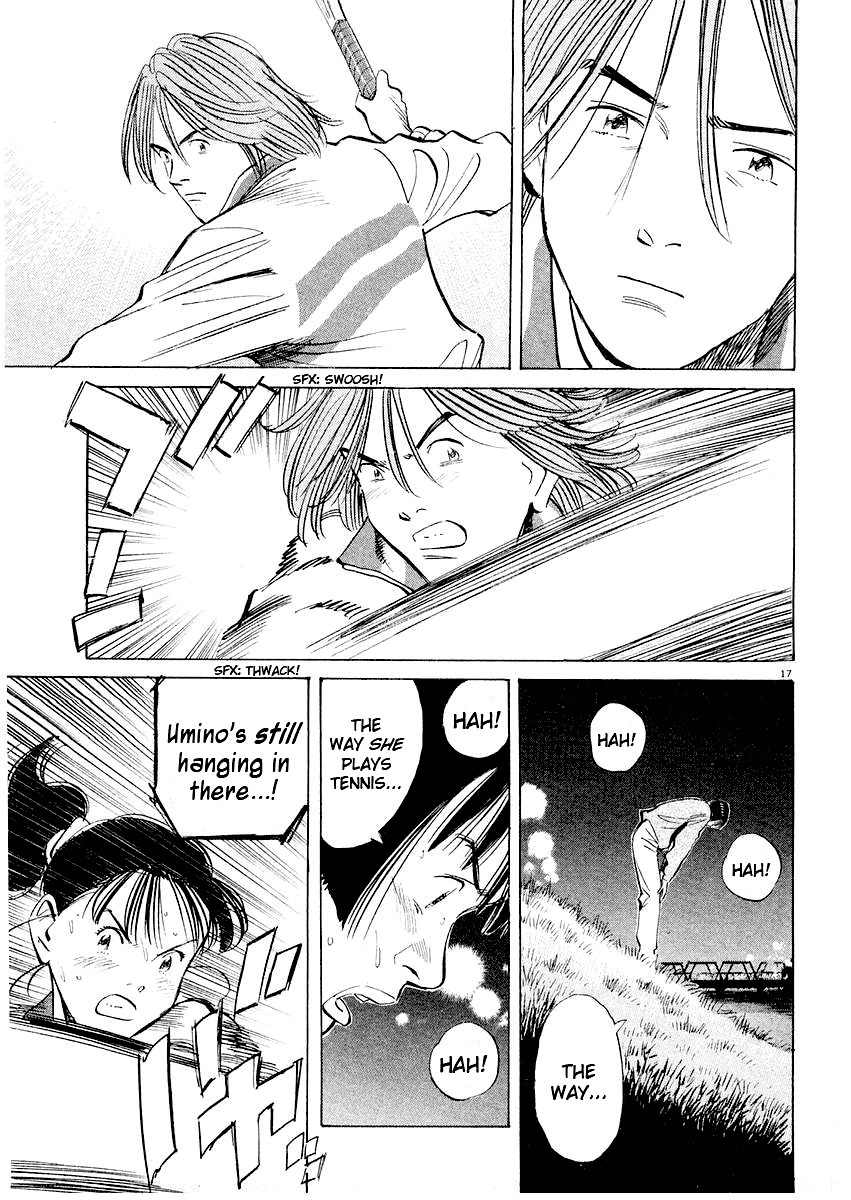 SFX: SWOOSH!
SFX: THWACK!
17
HAH!
HAH!
THE
WAY...
HAH!
THE
WAY SHE
PLAYS
TENNIS...
HAH!
Umino's still
hanging in
there...!